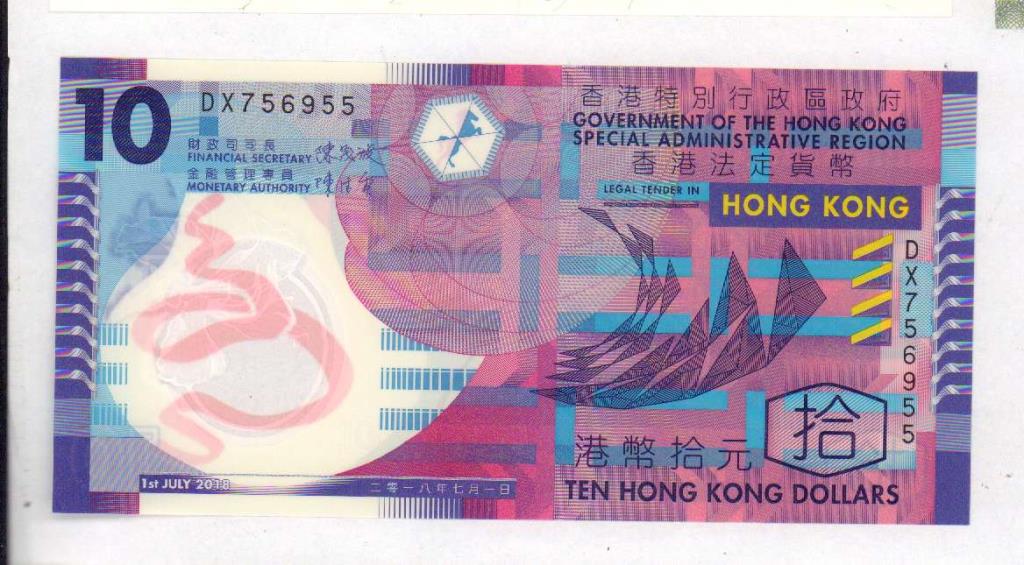 10
DX756955
財政司司長
FINANCIAL SECRETARY
金融管理專員
MONETARY AUTHORITY
香港特別行政區政府
GOVERNMENT OF THE HONG KONG
SPECIAL ADMINISTRATIVE REGION
香港法定貨幣
LEGAL TENDER IN
HONG KONG
DX756955
拾
港幣拾元
TEN HONG KONG DOLLARS
1st JULY 2018
二零一八年七月一日